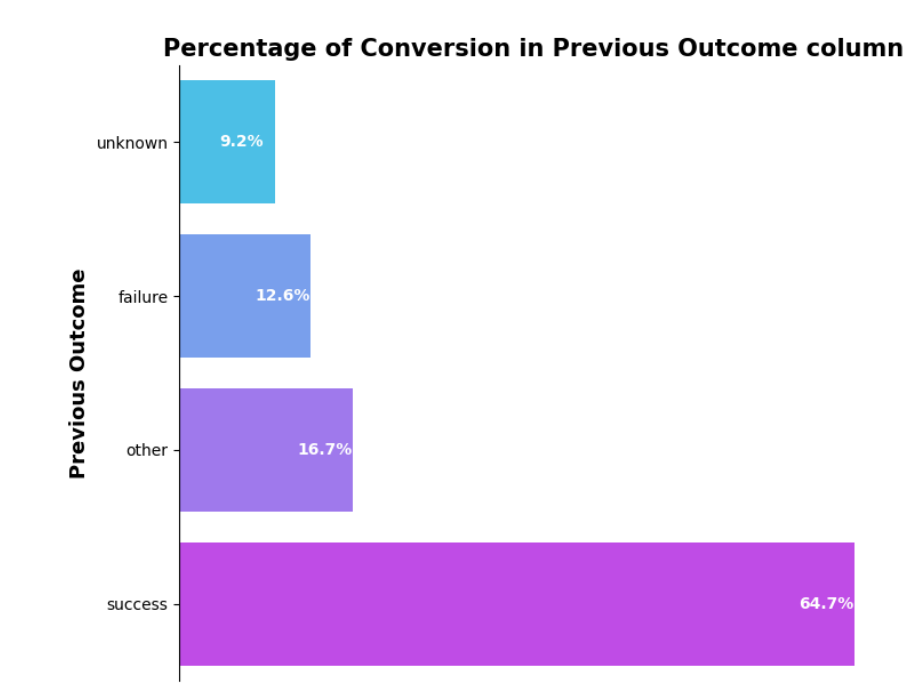 Percentage of Conversion in Previous Outcome column
Previous Outcome
unknown
9.2%
failure
12.6%
other
16.7%
success
64.7%